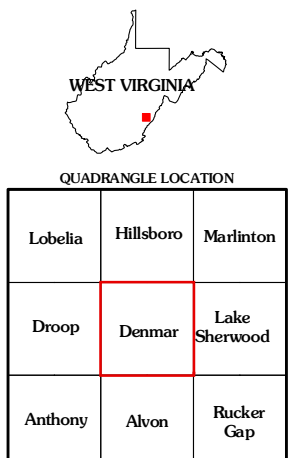 WEST VIRGINIA
QUADRANGLE LOCATION
Lobelia
Hillsboro
Marlinton
Droop
Denmar
Lake
Sherwood
Anthony
Alvon
Rucker
Gap